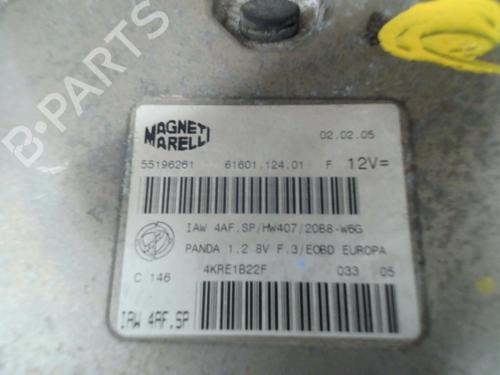 B-PARTS
MAGNETI
MARELLI
02.02.05
55196261 61601.124.01 F 12V=
IAW 4AF.SP/HW407/20B8-W6G
PANDA 1.2 8V F.3/EOBD EUROPA
C 146 4KRE1B22F 033 05
IAW 4AF.SP